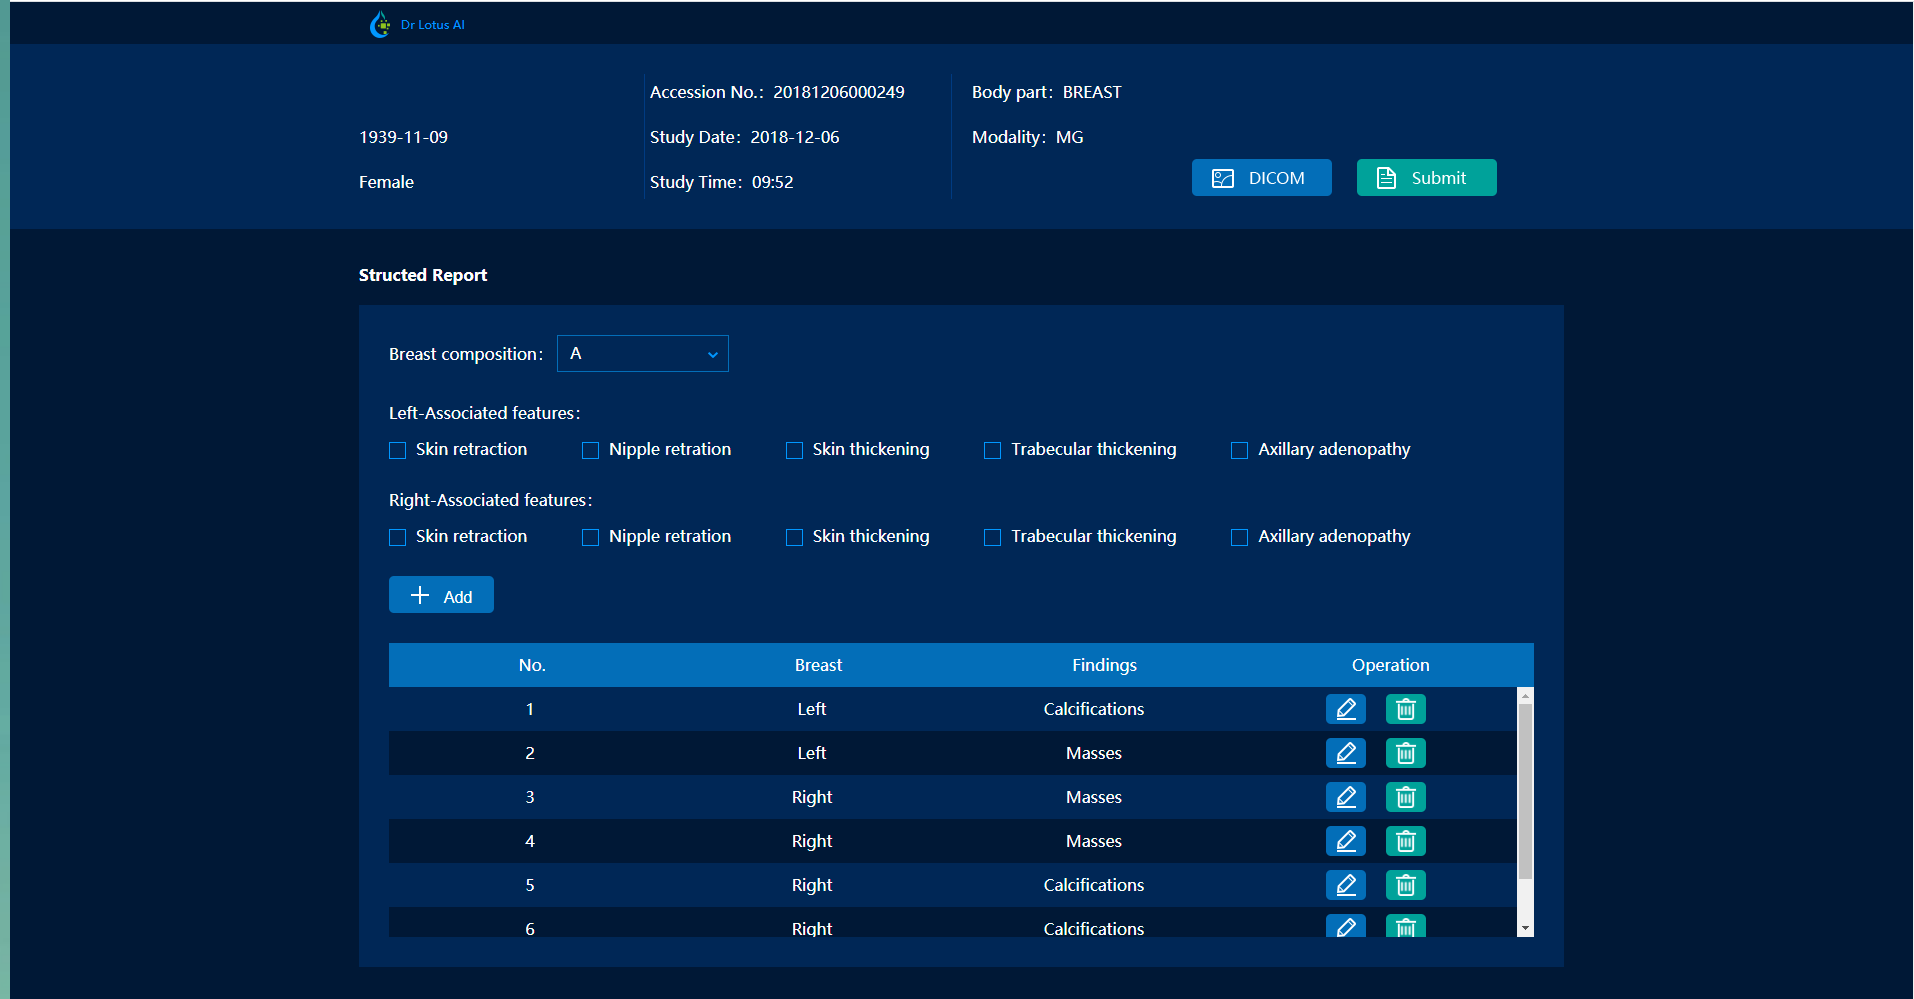 Dr Lotus AI
Accession No.: 20181206000249 Body part: BREAST
1939-11-09 Study Date: 2018-12-06 Modality: MG
Female Study Time: 09:52 DICOM Submit
Structed Report
Breast composition: A
Left-Associated features:
Skin retraction Nipple retration Skin thickening Trabecular thickening Axillary adenopathy
Right-Associated features:
Skin retraction Nipple retration Skin thickening Trabecular thickening Axillary adenopathy
Add
No. Breast Findings Operation
1 Left Calcifications
2 Left Masses
3 Right Masses
4 Right Masses
5 Right Calcifications
6 Right Calcifications